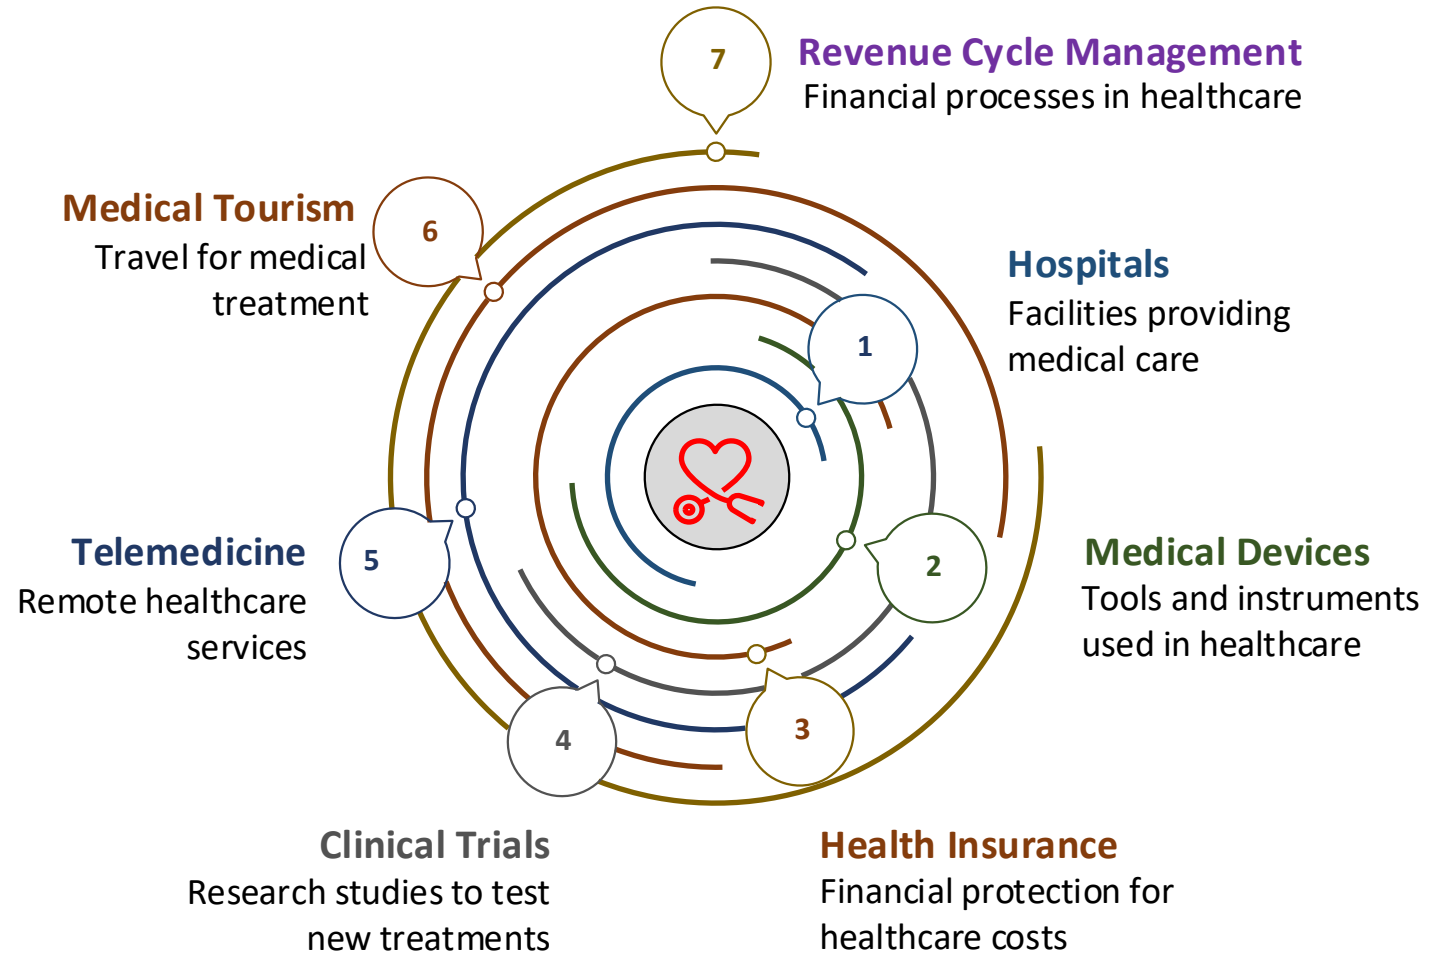 7
Revenue Cycle Management
Financial processes in healthcare
6
Medical Tourism
Travel for medical
treatment
1
Hospitals
Facilities providing
medical care
5
Telemedicine
Remote healthcare
services
2
Medical Devices
Tools and instruments
used in healthcare
4
Clinical Trials
Research studies to test
new treatments
3
Health Insurance
Financial protection for
healthcare costs